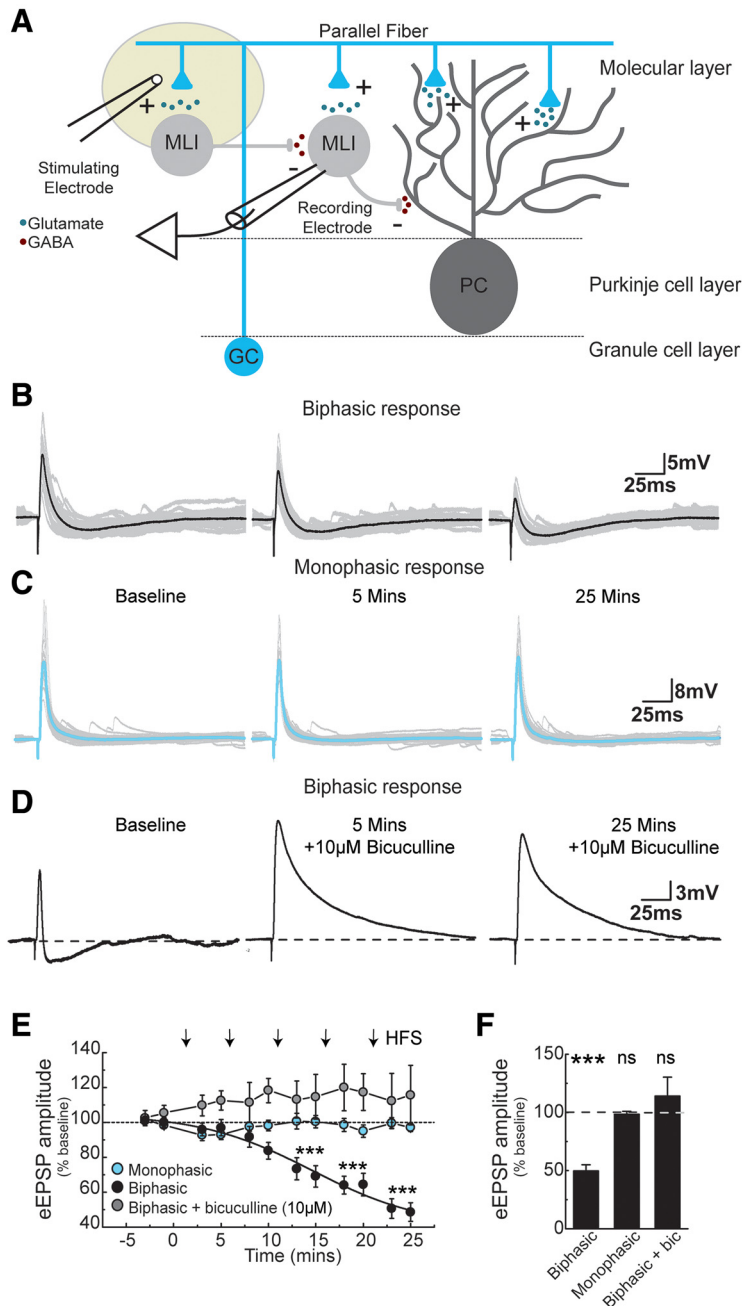 A
Parallel Fiber
Molecular layer
+
+
+
+
MLI
MLI
-
Stimulating
Electrode
Recording
Electrode
-
Glutamate
GABA
PC
Purkinje cell layer
GC
Granule cell layer
B
Biphasic response
5mV
25ms
C
Monophasic response
Baseline
5 Mins
25 Mins
8mV
25ms
D
Biphasic response
Baseline
5 Mins
+10µM Bicuculline
25 Mins
+10µM Bicuculline
3mV
25ms
E
HFS
eEPSP amplitude
(% baseline)
140
120
100
80
60
40
***
***
***
Monophasic
Biphasic
Biphasic + bicuculline (10µM)
-5
0
5
10
15
20
25
Time (mins)
F
eEPSP amplitude
(% baseline)
150
100
50
0
***
ns
ns
Biphasic
Monophasic
Biphasic + bic